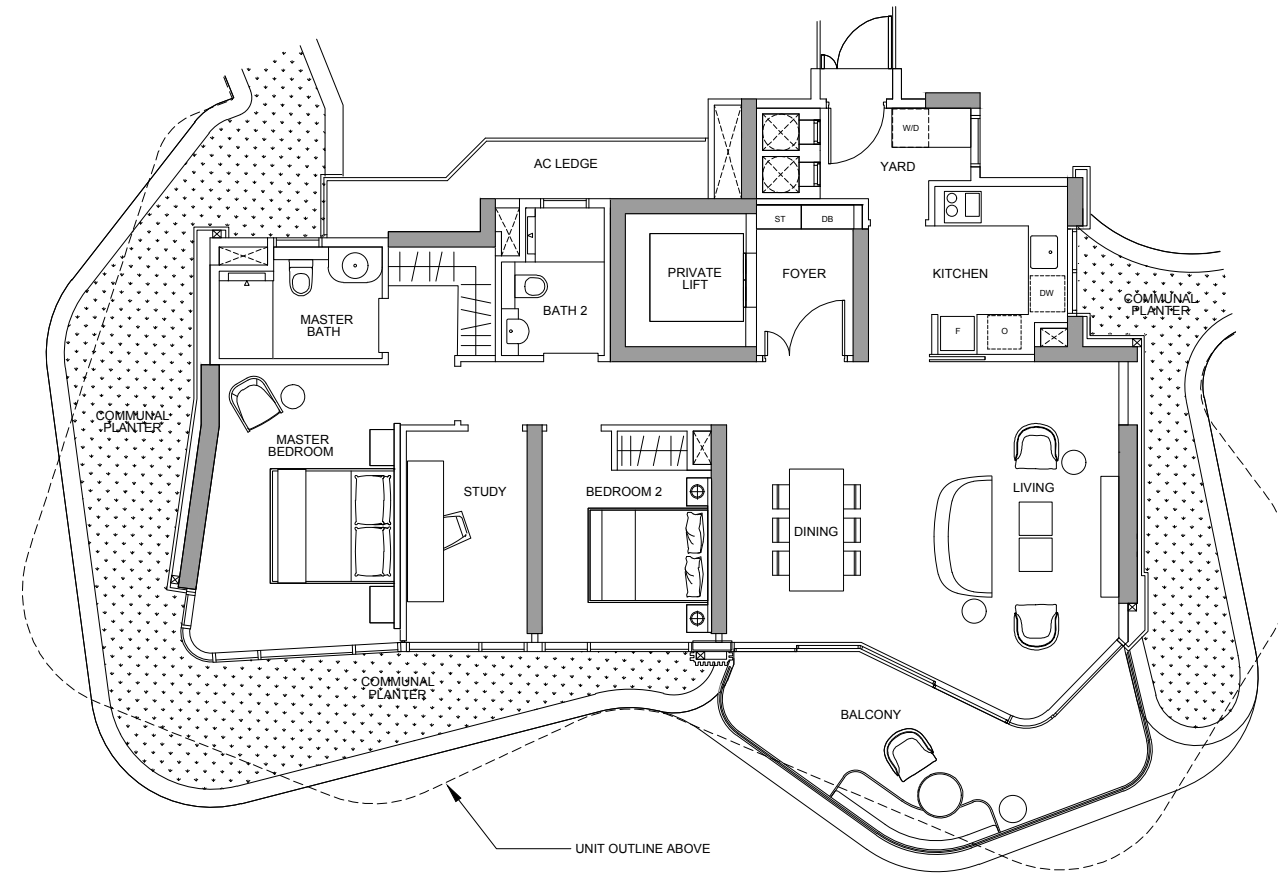 W/D
AC LEDGE
YARD
ST
DB
PRIVATE
LIFT
FOYER
KITCHEN
DW
COMMUNAL
PLANTER
MASTER
BATH
BATH 2
F
O
COMMUNAL
PLANTER
MASTER
BEDROOM
STUDY
BEDROOM 2
LIVING
DINING
COMMUNAL
PLANTER
BALCONY
UNIT OUTLINE ABOVE